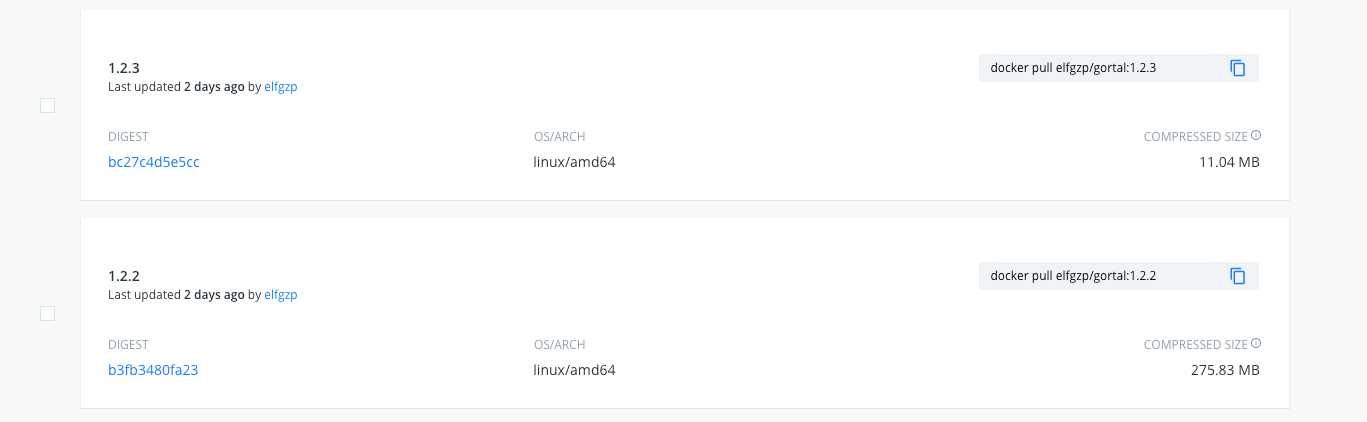 1.2.3
docker pull elfgzp/gortal:1.2.3
Last updated 2 days ago by elfgzp
DIGEST OS/ARCH COMPRESSED SIZE
bc27c4d5e5cc linux/amd64 11.04 MB
1.2.2
docker pull elfgzp/gortal:1.2.2
Last updated 2 days ago by elfgzp
DIGEST OS/ARCH COMPRESSED SIZE
b3fb3480fa23 linux/amd64 275.83 MB